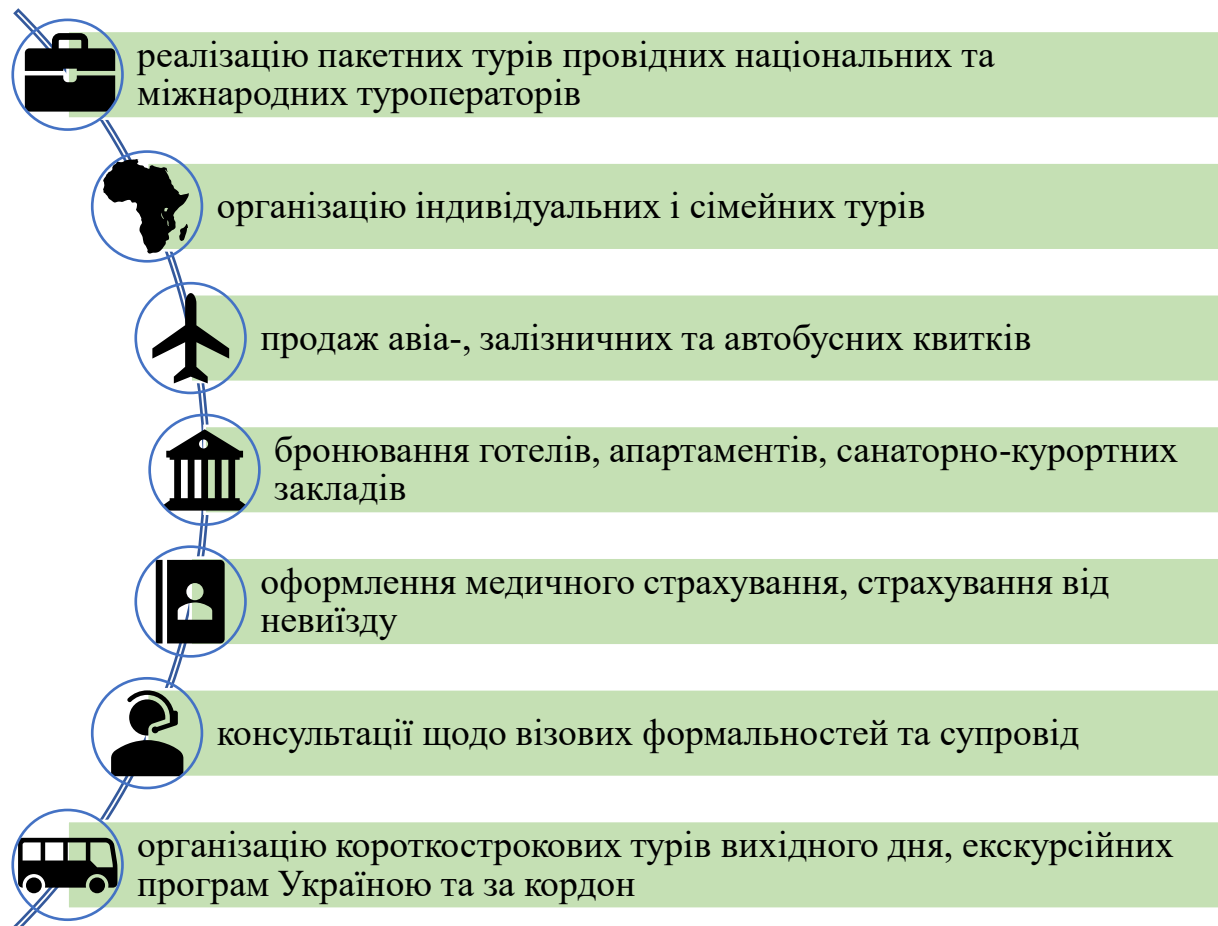 реалізацію пакетних турів провідних національних та
міжнародних туроператорів
організацію індивідуальних і сімейних турів
продаж авіа-, залізничних та автобусних квитків
бронювання готелів, апартаментів, санаторно-курортних
закладів
оформлення медичного страхування, страхування від
невиїзду
консультації щодо візових формальностей та супровід
організацію короткострокових турів вихідного дня, екскурсійних
програм Україною та за кордон